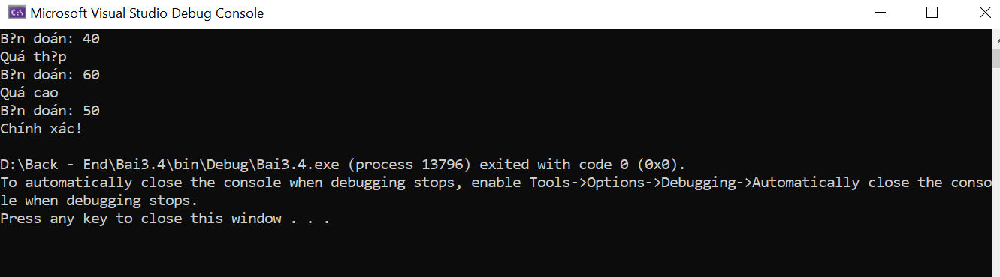 Microsoft Visual Studio Debug Console
B?n doán: 40
Quá th?p
B?n doán: 60
Quá cao
B?n doán: 50
Chính xác!
D:\Back - End\Bai3.4\bin\Debug\Bai3.4.exe (process 13796) exited with code 0 (0x0).
To automatically close the console when debugging stops, enable Tools->Options->Debugging->Automatically close the conso
le when debugging stops.
Press any key to close this window . . .